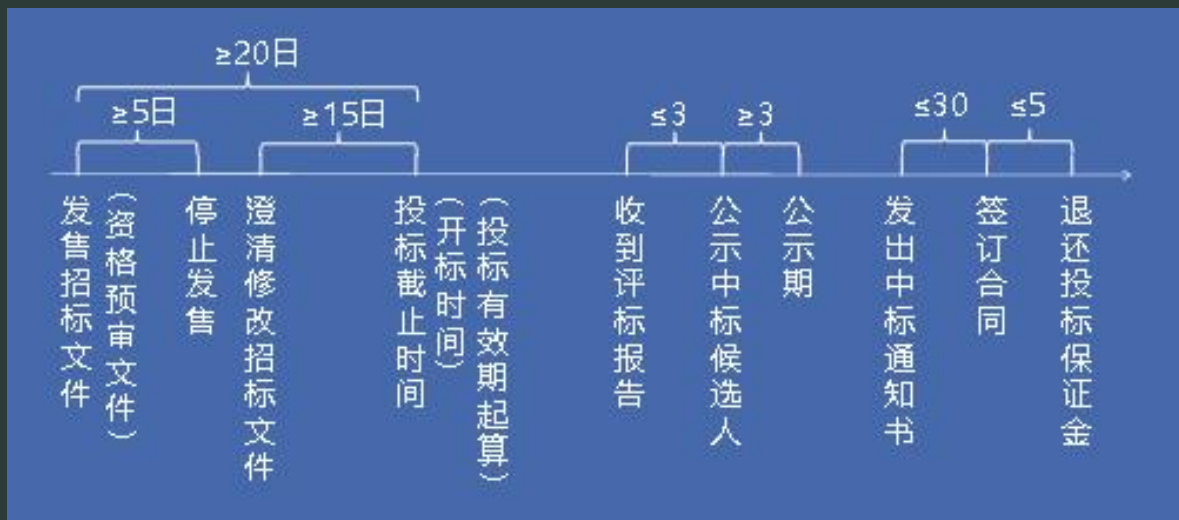 ≥20日
≥5日
≥15日
≤3
≥3
≤30
≤5
发售招标文件
（资格预审文件）
停止发售
澄清修改招标文件
投标截止时间
（开标时间）
（投标有效期起算）
收到评标报告
公示中标候选人
公示期
发出中标通知书
签订合同
退还投标保证金